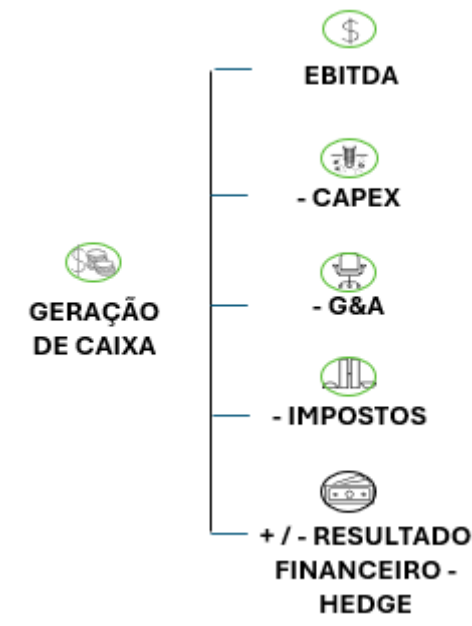 EBITDA
- CAPEX
GERAÇÃO
DE CAIXA
- G&A
- IMPOSTOS
+ / - RESULTADO
FINANCEIRO -
HEDGE